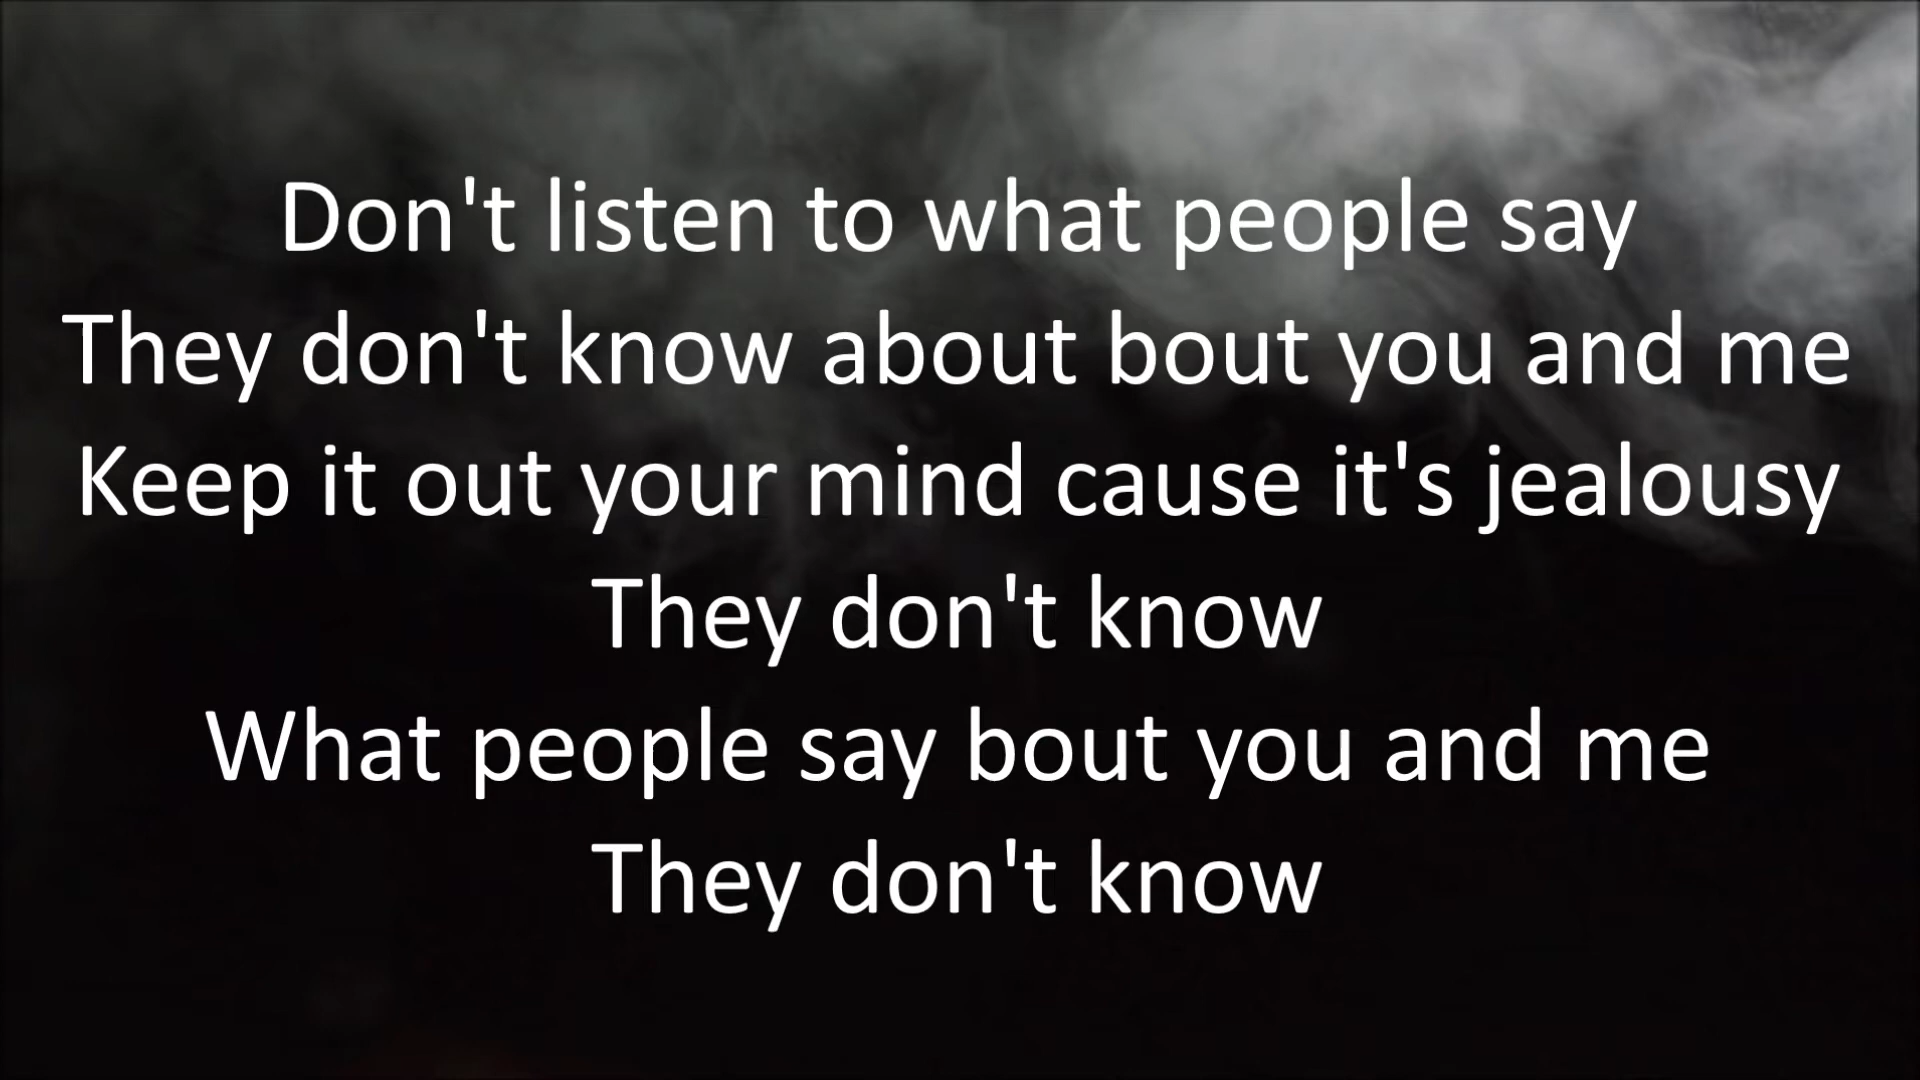 Don't listen to what people say
They don't know about bout you and me
Keep it out your mind cause it's jealousy
They don't know
What people say bout you and me
They don't know